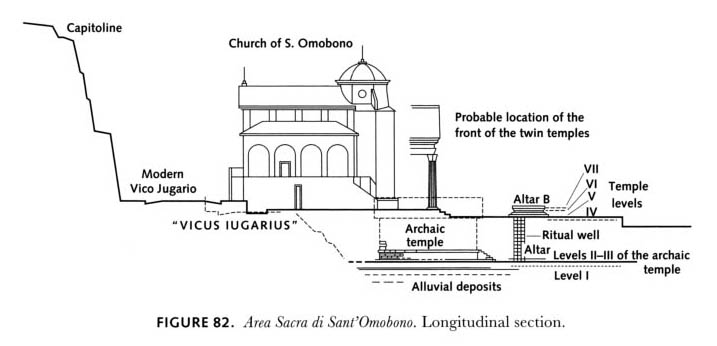 Capitoline
Church of S. Omobono
Probable location of the
front of the twin temples
Modern
Vico Jugario
"VICUS IUGARIUS"
Archaic
temple
Alluvial deposits
Altar B
VII
VI
V
IV
Temple
levels
Ritual well
Altar
Levels II–III of the archaic
temple
Level I
FIGURE 82. Area Sacra di Sant'Omobono. Longitudinal section.